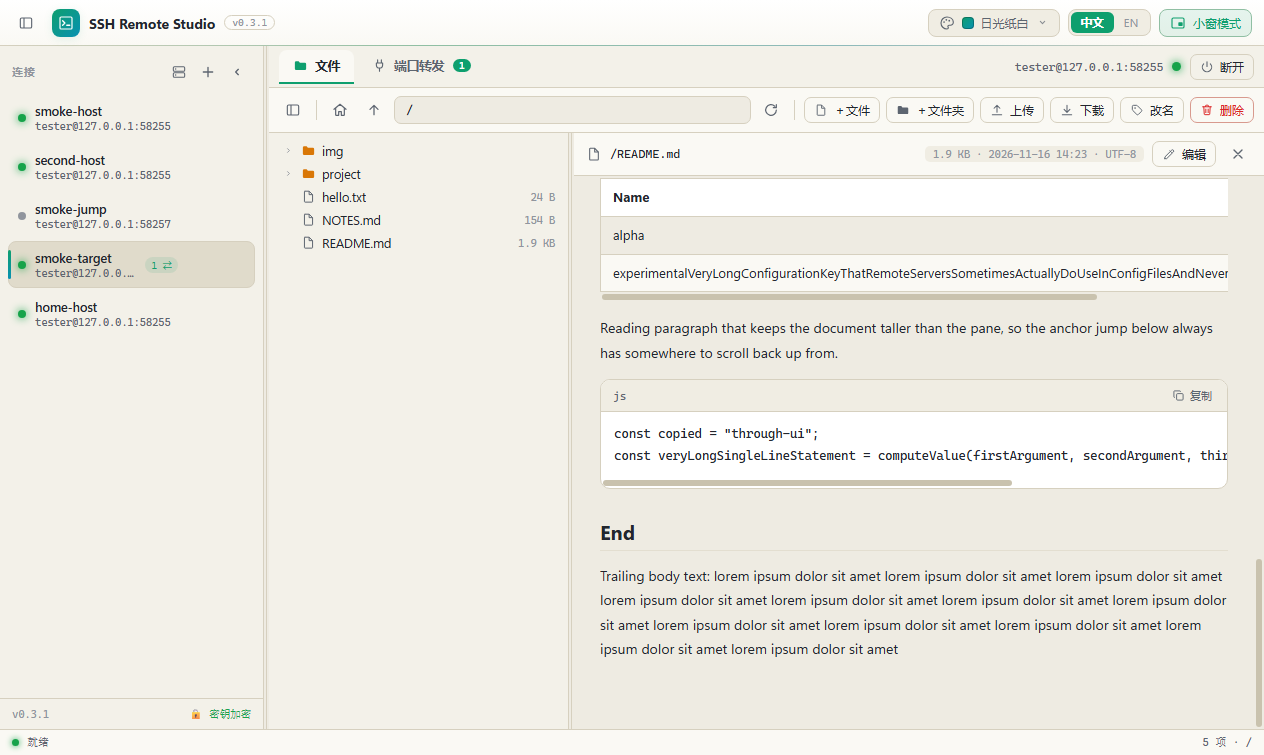 SSH Remote Studio
v0.3.1
日光纸白
中文
EN
小窗模式
连接
smoke-host
tester@127.0.0.1:58255
second-host
tester@127.0.0.1:58255
smoke-jump
tester@127.0.0.1:58257
smoke-target
tester@127.0.0.…
1 ⇄
home-host
tester@127.0.0.1:58255
v0.3.1
密钥加密
文件
端口转发
1
tester@127.0.0.1:58255
断开
/
+文件
+文件夹
上传
下载
改名
删除
img
project
hello.txt 24 B
NOTES.md 154 B
README.md 1.9 KB
/README.md
1.9 KB · 2026-11-16 14:23 · UTF-8
编辑
Name
alpha
experimentalVeryLongConfigurationKeyThatRemoteServersSometimesActuallyDoUseInConfigFilesAndNever
Reading paragraph that keeps the document taller than the pane, so the anchor jump below always
has somewhere to scroll back up from.
js
复制
const copied = "through-ui";
const veryLongSingleLineStatement = computeValue(firstArgument, secondArgument, thir
End
Trailing body text: lorem ipsum dolor sit amet lorem ipsum dolor sit amet lorem ipsum dolor sit amet
lorem ipsum dolor sit amet lorem ipsum dolor sit amet lorem ipsum dolor sit amet lorem ipsum dolor
sit amet lorem ipsum dolor sit amet lorem ipsum dolor sit amet lorem ipsum dolor sit amet lorem
ipsum dolor sit amet lorem ipsum dolor sit amet
就绪
5 项 · /